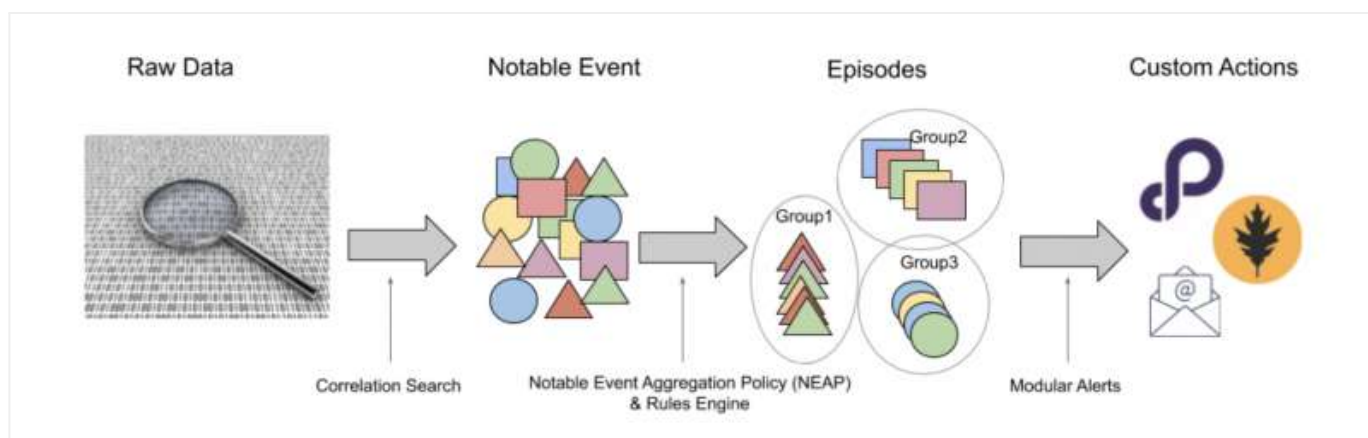 Raw Data
Notable Event
Episodes
Custom Actions
Group2
Group1
Group3
@
Correlation Search
Notable Event Aggregation Policy (NEAP)
& Rules Engine
Modular Alerts